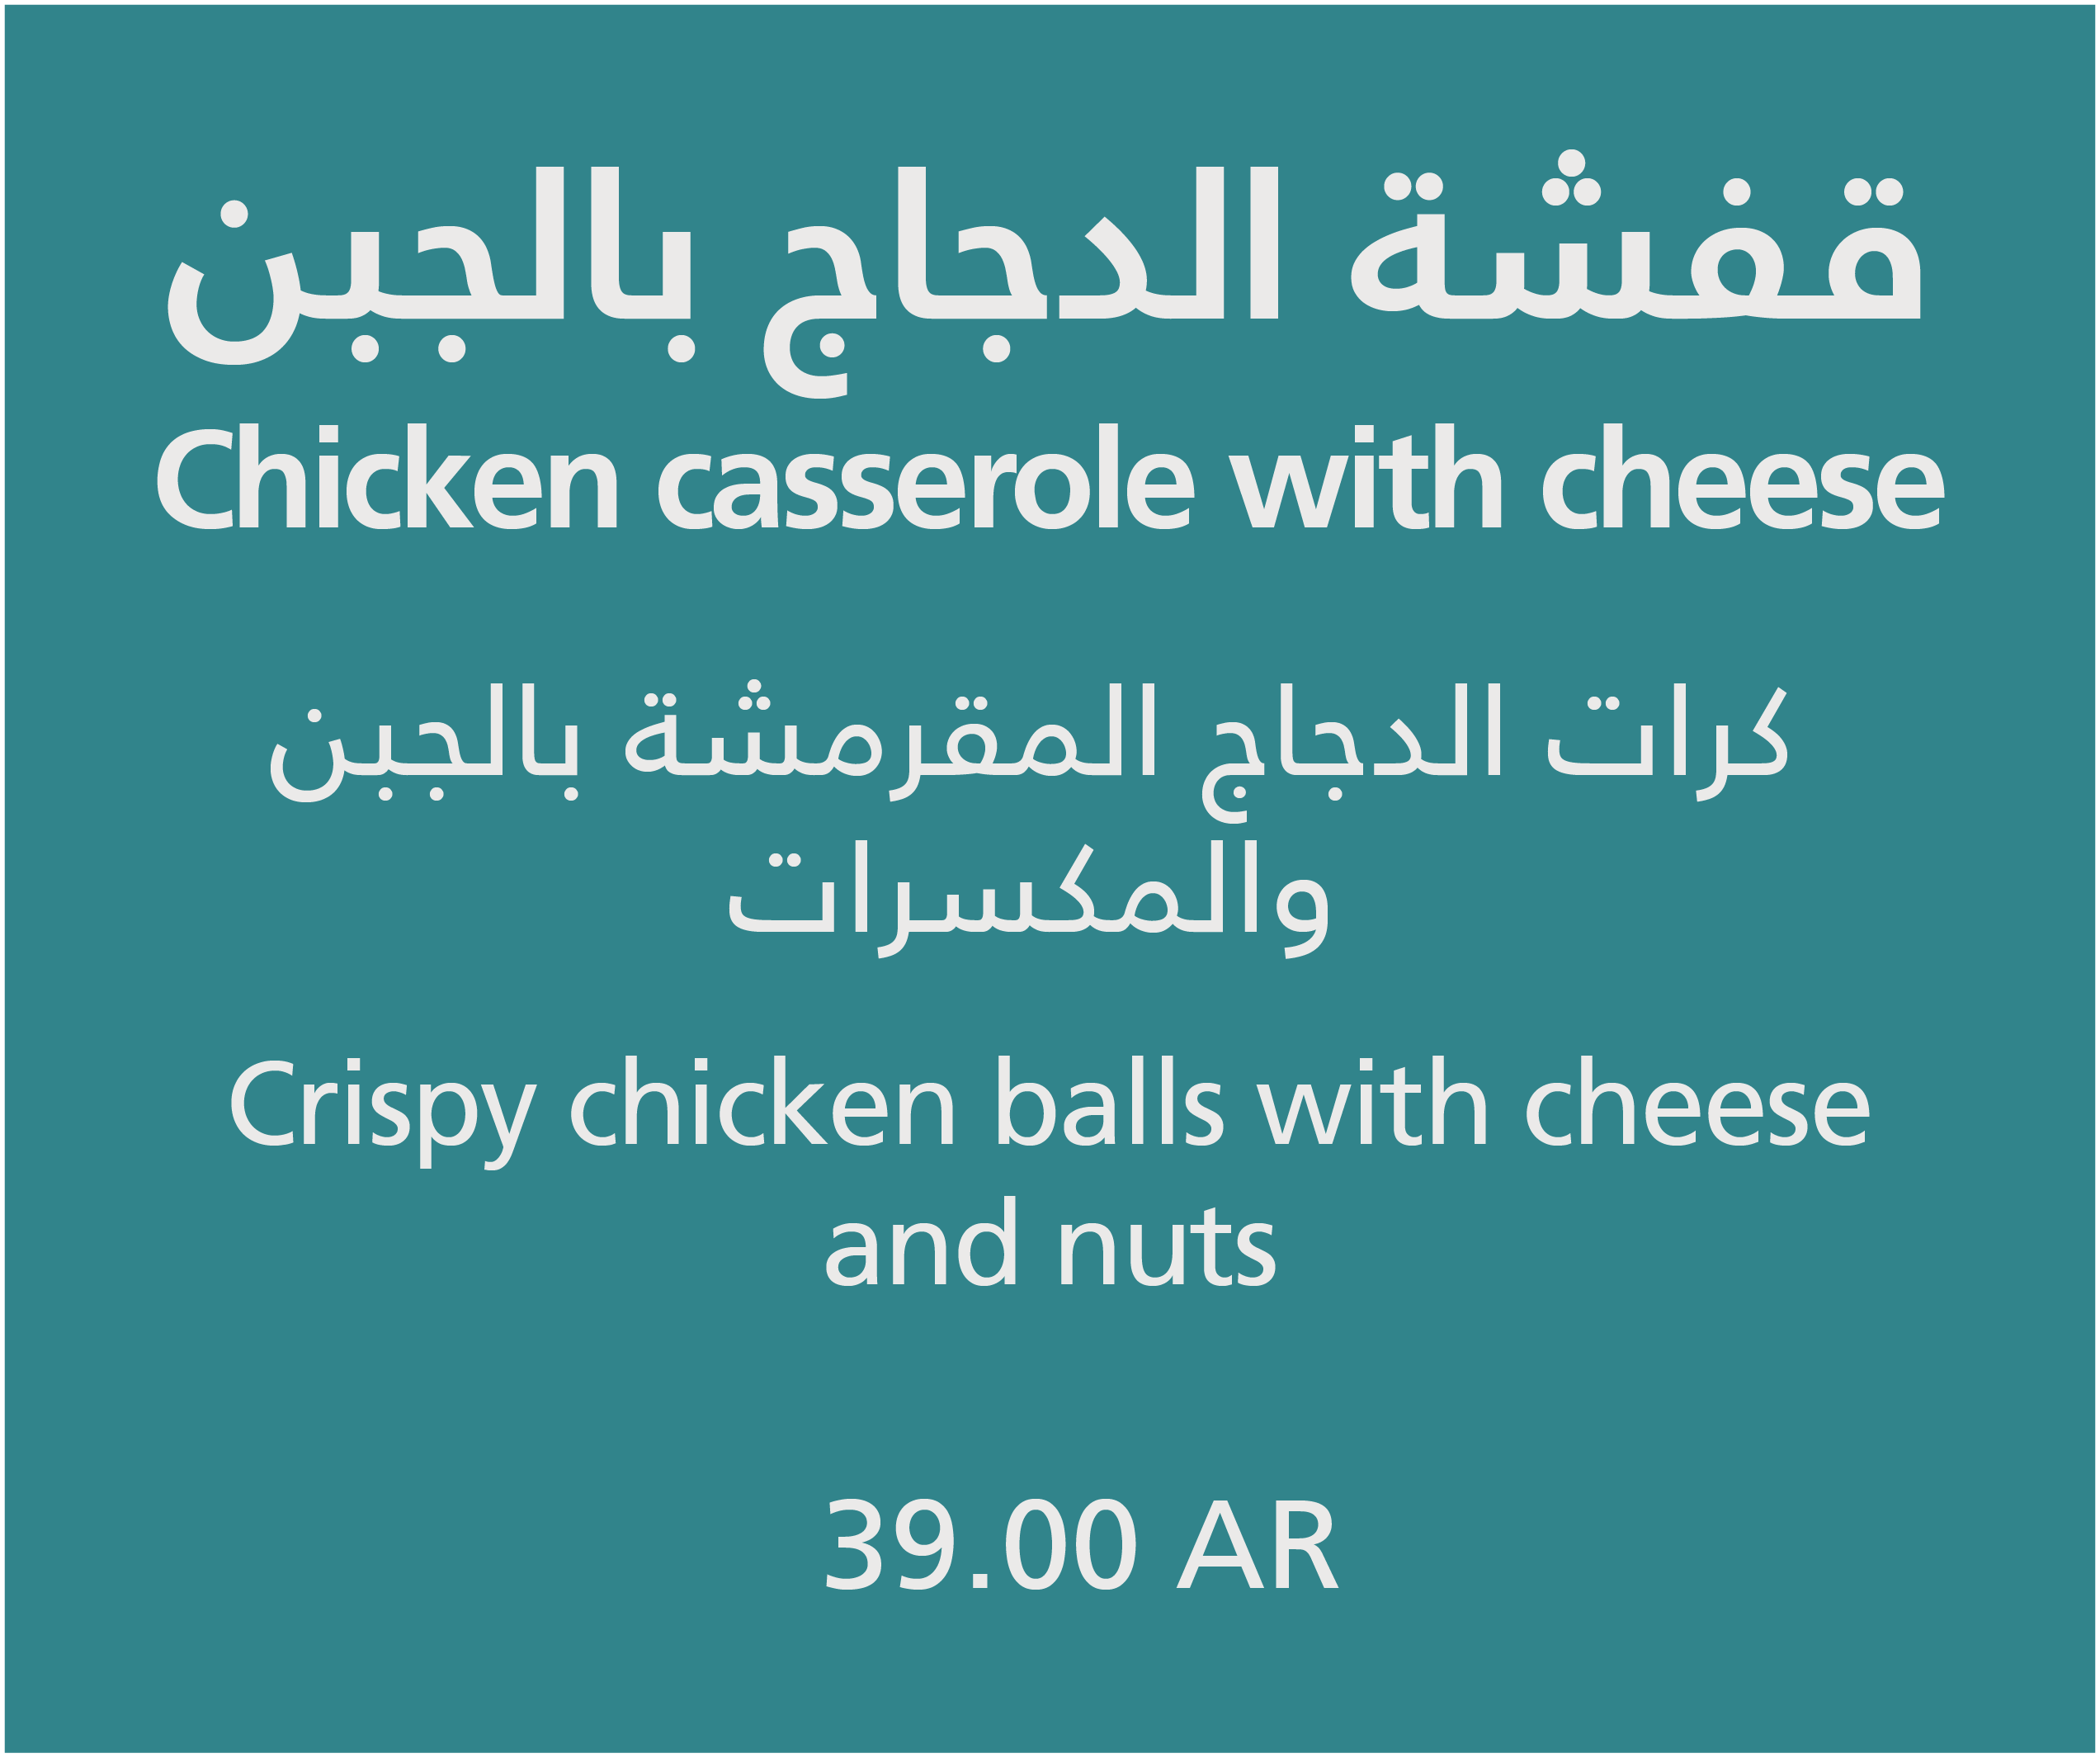 قفشة الدجاج بالجبن
Chicken casserole with cheese
كرات الدجاج المقرمشة بالجبن
والمكسرات
Crispy chicken balls with cheese
and nuts
39.00 AR